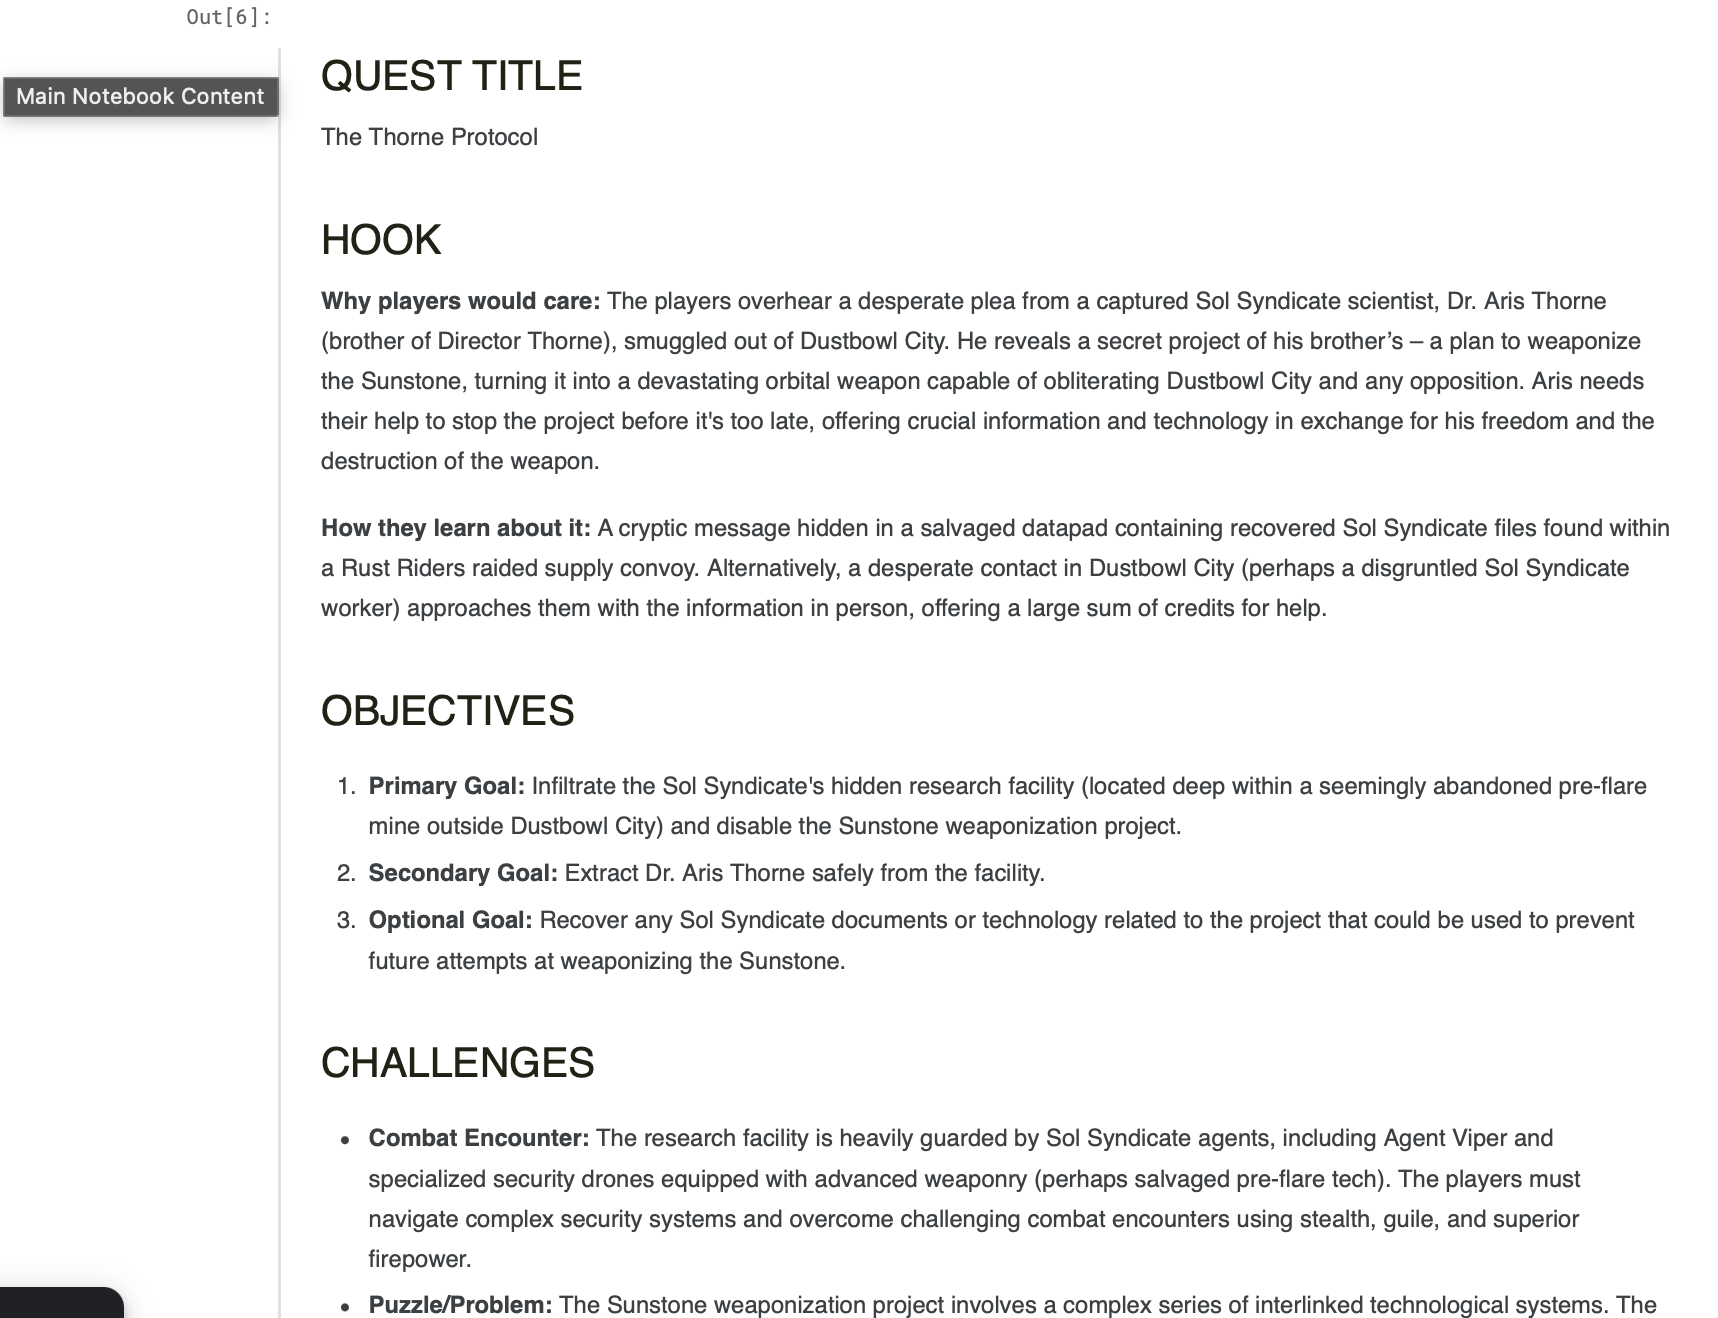 Out[6]:
QUEST TITLE
Main Notebook Content
The Thorne Protocol
HOOK
Why players would care: The players overhear a desperate plea from a captured Sol Syndicate scientist, Dr. Aris Thorne
(brother of Director Thorne), smuggled out of Dustbowl City. He reveals a secret project of his brother’s – a plan to weaponize
the Sunstone, turning it into a devastating orbital weapon capable of obliterating Dustbowl City and any opposition. Aris needs
their help to stop the project before it's too late, offering crucial information and technology in exchange for his freedom and the
destruction of the weapon.
How they learn about it: A cryptic message hidden in a salvaged datapad containing recovered Sol Syndicate files found within
a Rust Riders raided supply convoy. Alternatively, a desperate contact in Dustbowl City (perhaps a disgruntled Sol Syndicate
worker) approaches them with the information in person, offering a large sum of credits for help.
OBJECTIVES
1. Primary Goal: Infiltrate the Sol Syndicate's hidden research facility (located deep within a seemingly abandoned pre-flare
mine outside Dustbowl City) and disable the Sunstone weaponization project.
2. Secondary Goal: Extract Dr. Aris Thorne safely from the facility.
3. Optional Goal: Recover any Sol Syndicate documents or technology related to the project that could be used to prevent
future attempts at weaponizing the Sunstone.
CHALLENGES
• Combat Encounter: The research facility is heavily guarded by Sol Syndicate agents, including Agent Viper and
specialized security drones equipped with advanced weaponry (perhaps salvaged pre-flare tech). The players must
navigate complex security systems and overcome challenging combat encounters using stealth, guile, and superior
firepower.
• Puzzle/Problem: The Sunstone weaponization project involves a complex series of interlinked technological systems. The